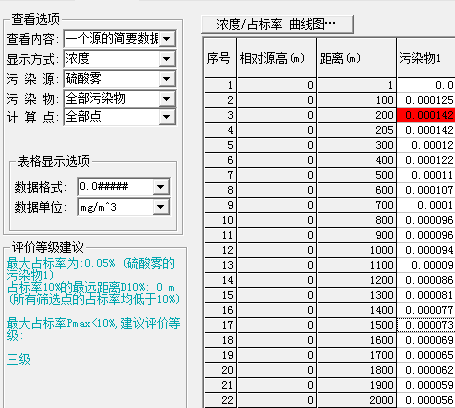 查看选项
查看内容: 一个源的简要数据
显示方式: 浓度
污 染 源: 硫酸雾
污 染 物: 全部污染物
计 算 点: 全部点
表格显示选项
数据格式: 0.0#####
数据单位: mg/m^3
评价等级建议
最大占标率为:0.05% (硫酸雾的
污染物1)
占标率10%的最远距离D10%: 0 m
(所有筛选点的占标率均低于10%)
最大占标率Pmax<10%,建议评价等
级:
三级
浓度/占标率 曲线图…
序号 相对源高(m) 距离(m) 污染物1
1 0 1 0.0
2 0 100 0.000125
3 0 200 0.000142
4 0 205 0.000142
5 0 300 0.00012
6 0 400 0.000122
7 0 500 0.00011
8 0 600 0.000107
9 0 700 0.0001
10 0 800 0.000096
11 0 900 0.000096
12 0 1000 0.000094
13 0 1100 0.00009
14 0 1200 0.000086
15 0 1300 0.000081
16 0 1400 0.000077
17 0 1500 0.000073
18 0 1600 0.000069
19 0 1700 0.000065
20 0 1800 0.000062
21 0 1900 0.000059
22 0 2000 0.000056